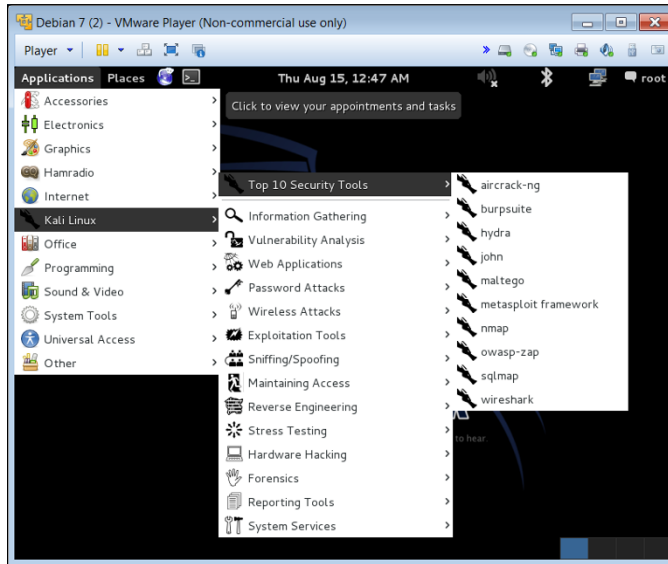 Debian 7 (2) - VMware Player (Non-commercial use only)
Player
Applications Places Thu Aug 15, 12:47 AM root
Click to view your appointments and tasks
Accessories
Electronics
Graphics
Hamradio
Internet
Kali Linux
Office
Programming
Sound & Video
System Tools
Universal Access
Other
Top 10 Security Tools
Information Gathering
Vulnerability Analysis
Web Applications
Password Attacks
Wireless Attacks
Exploitation Tools
Sniffing/Spoofing
Maintaining Access
Reverse Engineering
Stress Testing
Hardware Hacking
Forensics
Reporting Tools
System Services
aircrack-ng
burpsuite
hydra
john
maltego
metasploit framework
nmap
owasp-zap
sqlmap
wireshark
to hear.